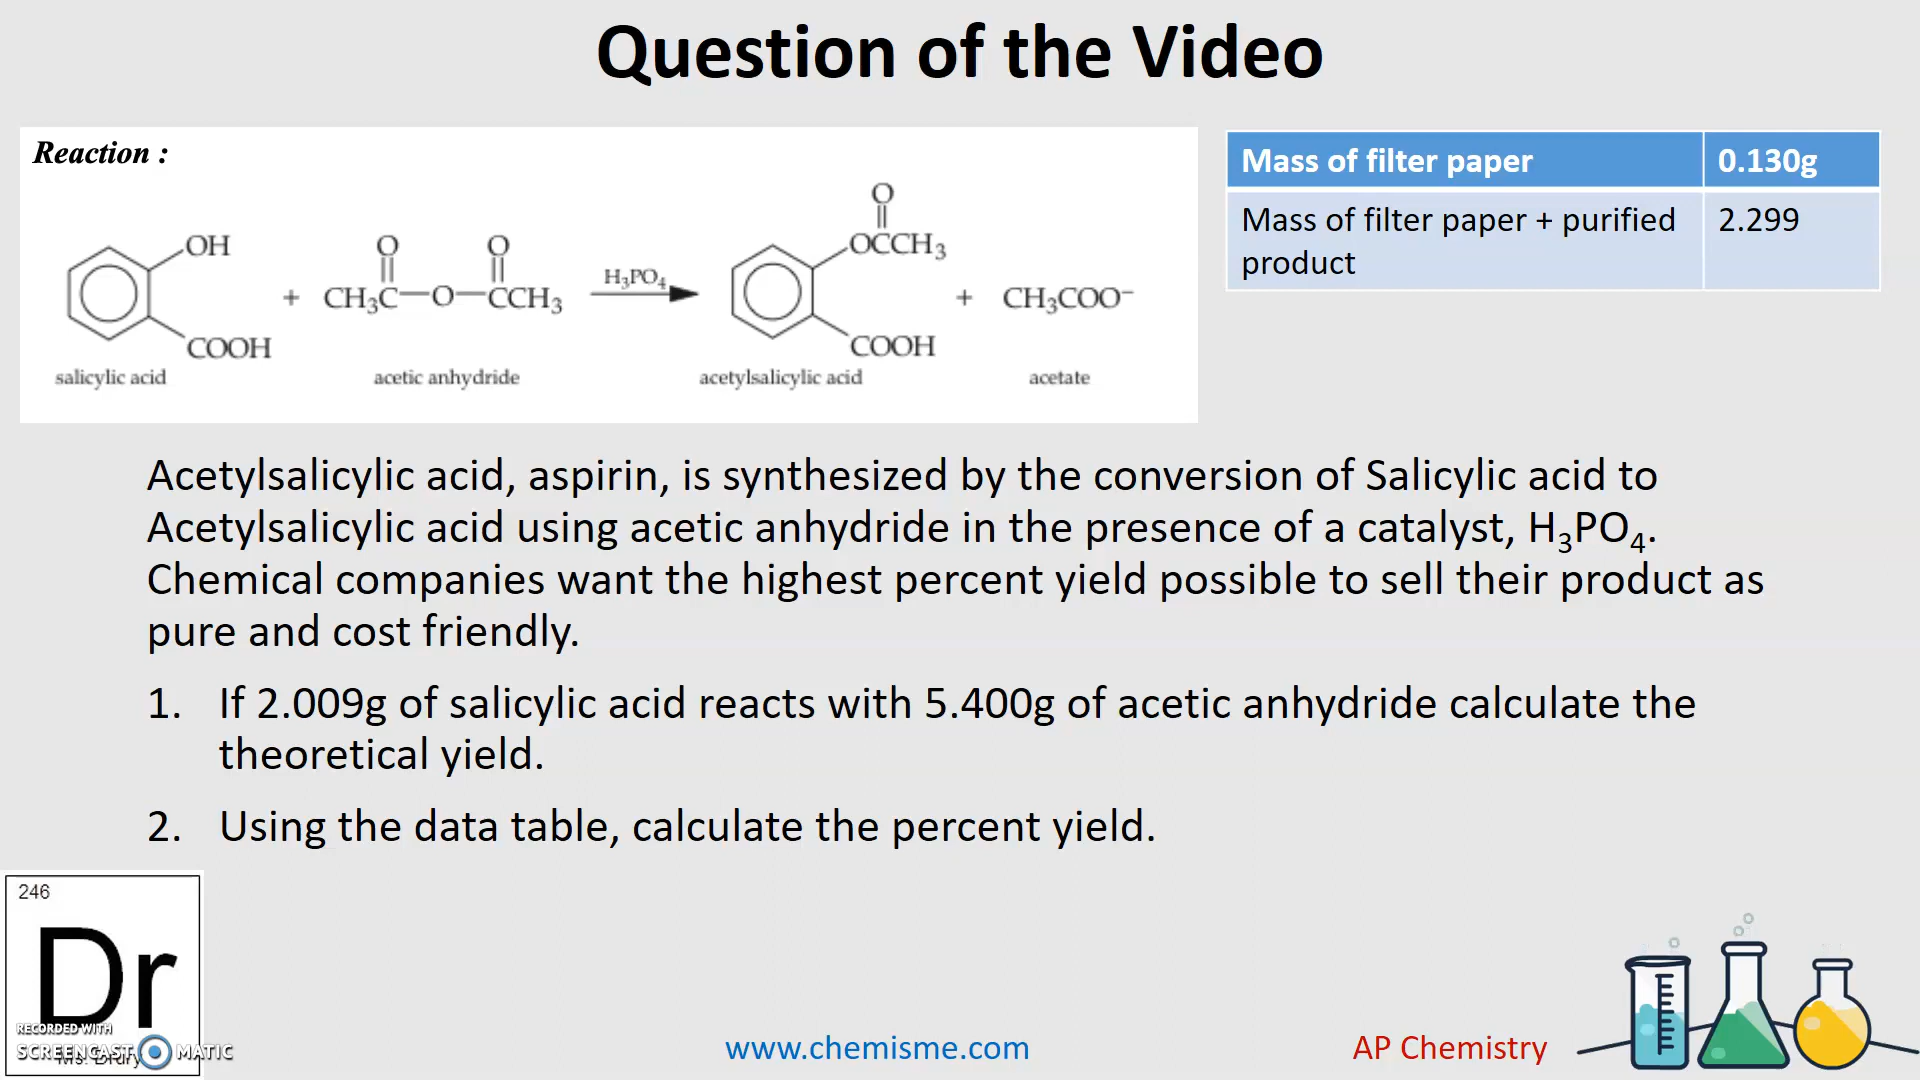 Question of the Video
Reaction :
OH
COOH
salicylic acid
+
O O
CH₃C—O—CCH₃
acetic anhydride
H₃PO₄
O
OCCH₃
COOH
acetylsalicylic acid
+
CH₃COO⁻
acetate
Mass of filter paper 0.130g
Mass of filter paper + purified 2.299
product
Acetylsalicylic acid, aspirin, is synthesized by the conversion of Salicylic acid to
Acetylsalicylic acid using acetic anhydride in the presence of a catalyst, H₃PO₄.
Chemical companies want the highest percent yield possible to sell their product as
pure and cost friendly.
1. If 2.009g of salicylic acid reacts with 5.400g of acetic anhydride calculate the
theoretical yield.
2. Using the data table, calculate the percent yield.
246
Dr
Ms. Drury
RECORDED WITH
SCREENCAST MATIC
www.chemisme.com
AP Chemistry